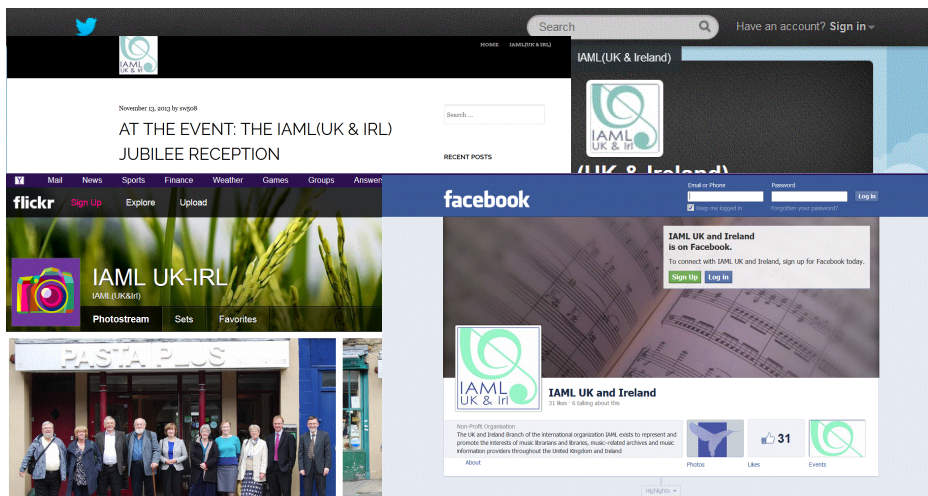 Search
Have an account? Sign in
HOME IAML(UK & IRL)
IAML
UK & Irl
IAML(UK & Ireland)
November 13, 2013 by sw508
Search ...
AT THE EVENT: THE IAML(UK & IRL)
JUBILEE RECEPTION
RECENT POSTS
IAML
UK & Irl
(UK & Ireland)
Y! Mail News Sports Finance Weather Games Groups Answers
flickr Sign Up Explore Upload
IAML UK-IRL
IAML(UK&Irl)
Photostream Sets Favorites
PASTA PLUS
facebook
Email or Phone Password
Log in
Keep me logged in Forgotten your password?
IAML UK and Ireland
is on Facebook.
To connect with IAML UK and Ireland, sign up for Facebook today.
Sign Up Log in
IAML
UK & Irl
IAML UK and Ireland
31 likes · 6 talking about this
Non-Profit Organisation
The UK and Ireland Branch of the international organization IAML exists to represent and
promote the interests of music librarians and libraries, music-related archives and music
information providers throughout the United Kingdom and Ireland
About
31
Photos Likes Events
Highlights